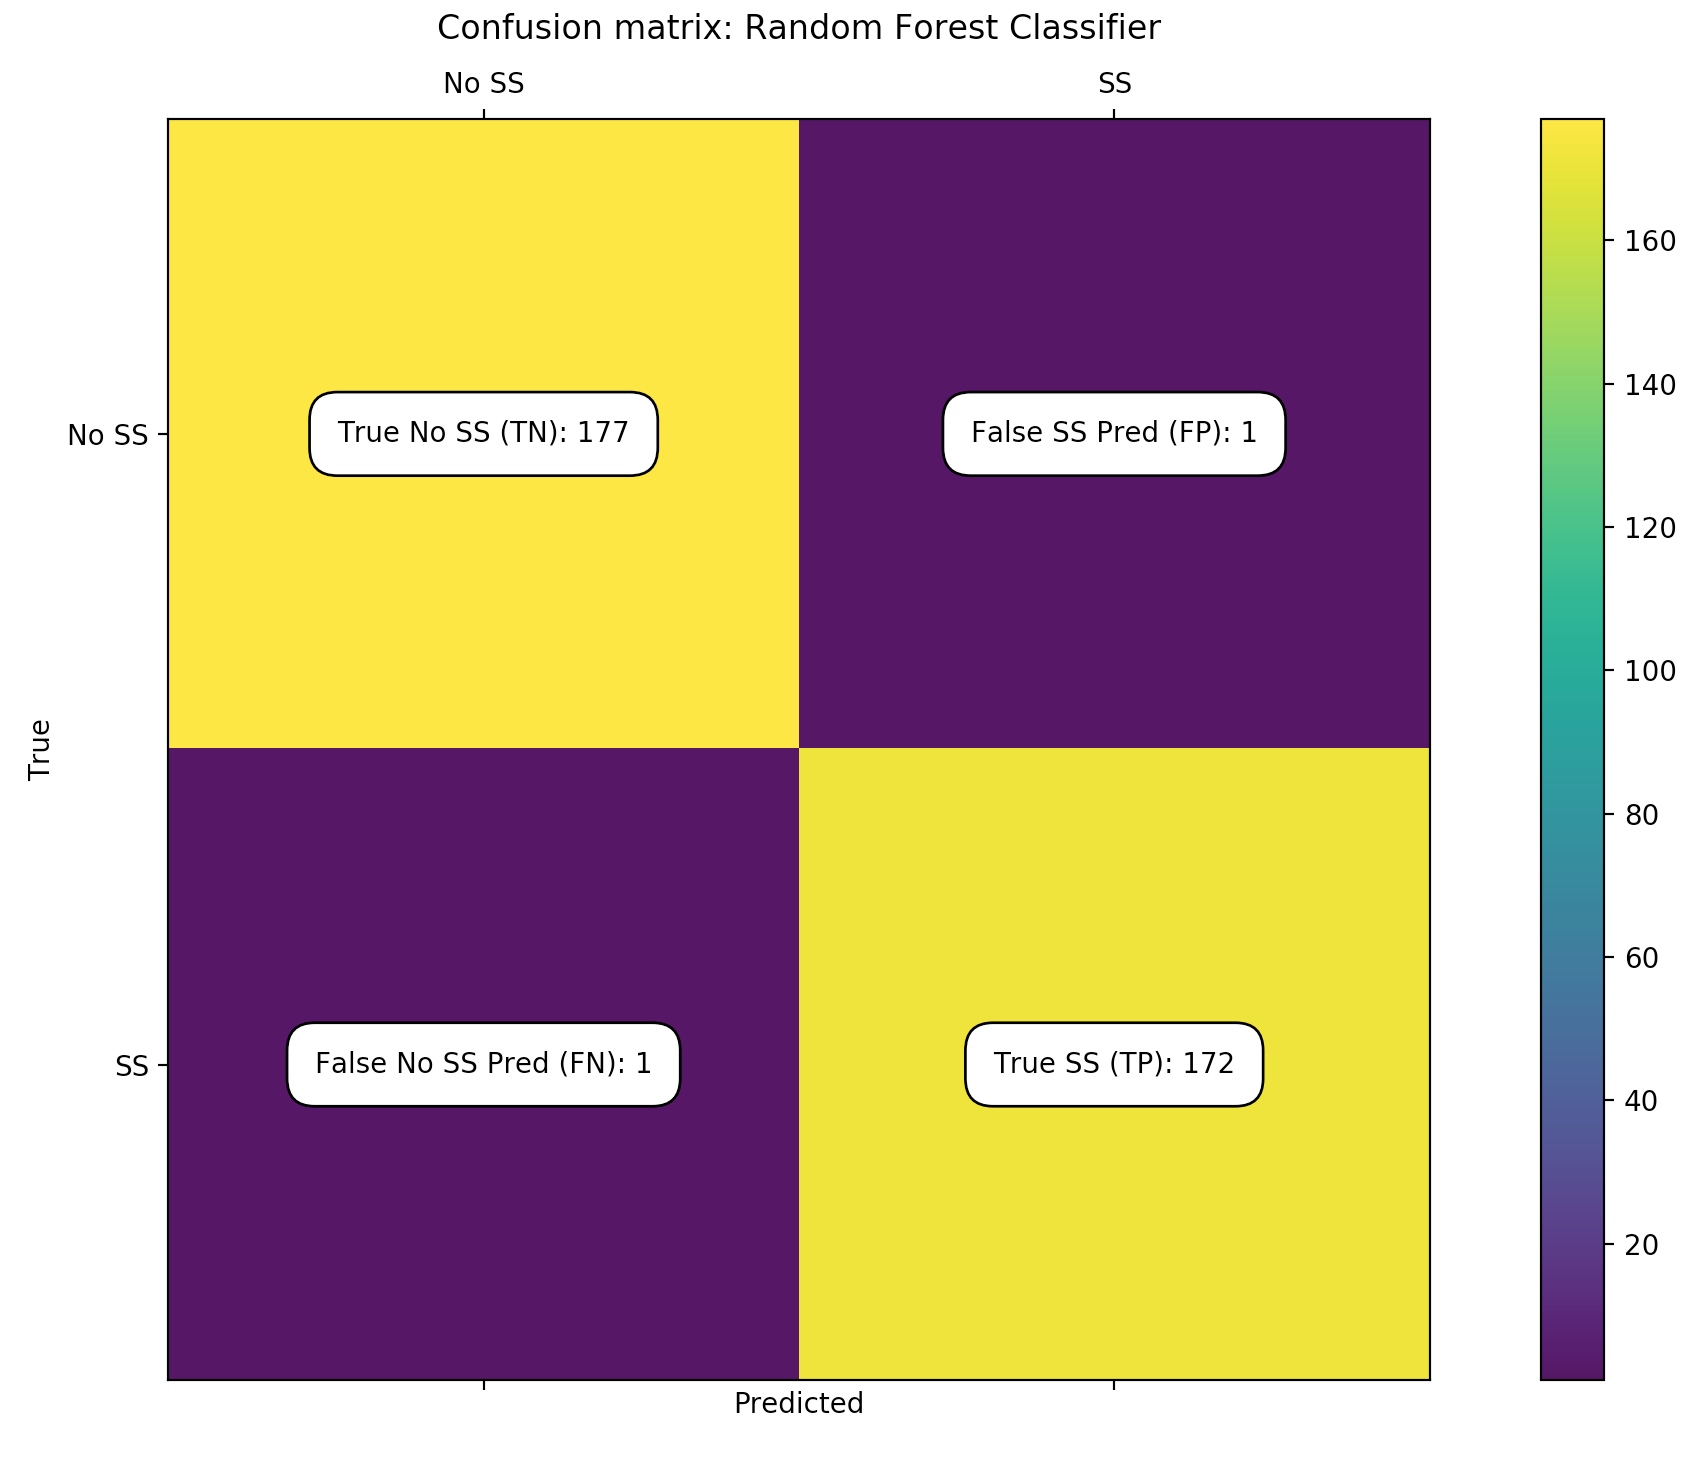 Confusion matrix: Random Forest Classifier
No SS SS
No SS
True No SS (TN): 177
False SS Pred (FP): 1
True
SS
False No SS Pred (FN): 1
True SS (TP): 172
Predicted
160
140
120
100
80
60
40
20